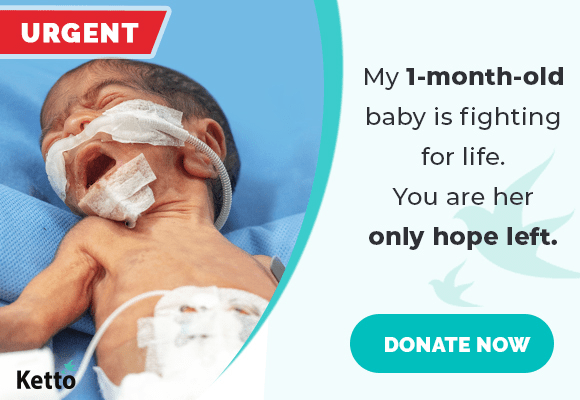 URGENT
My 1-month-old
baby is fighting
for life.
You are her
only hope left.
DONATE NOW
Ketto